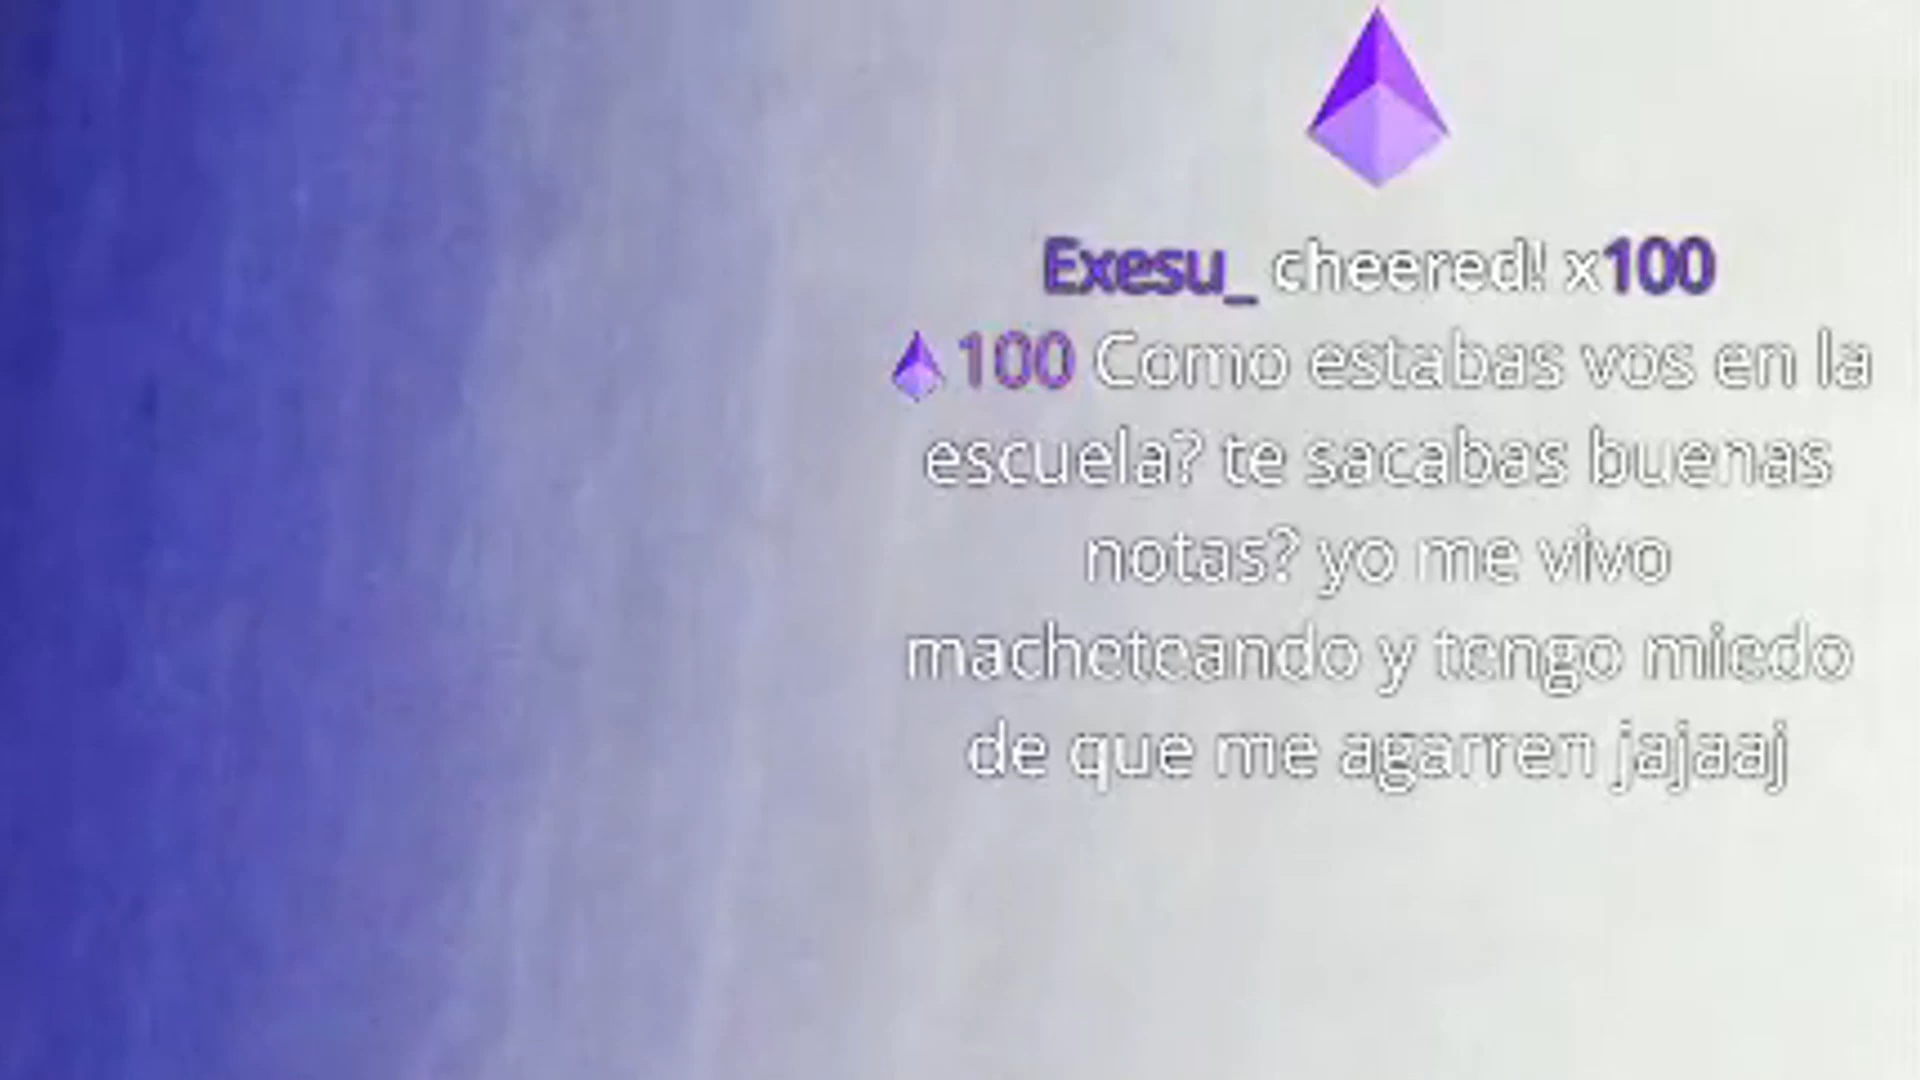 Exesu_ cheered! x100
100 Como estabas vos en la
escuela? te sacabas buenas
notas? yo me vivo
macheteando y tengo miedo
de que me agarren jajaaj